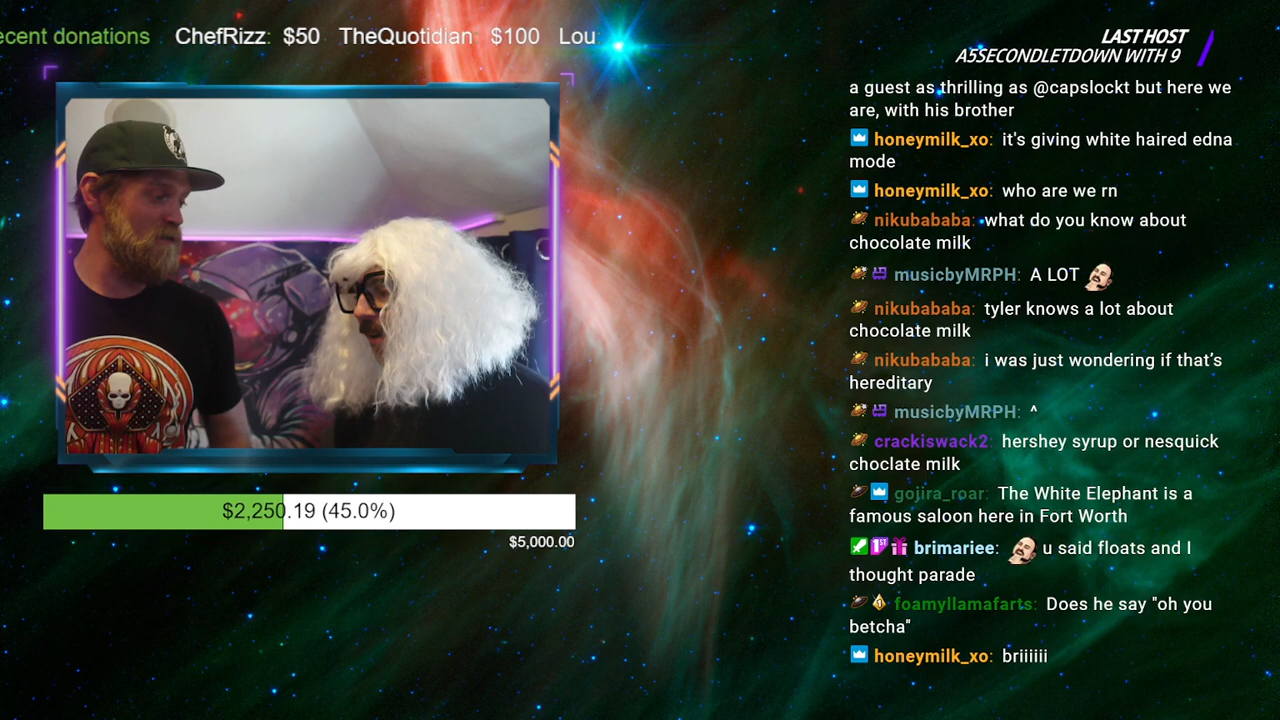 ecent donations ChefRizz: $50 TheQuotidian $100 Lou
LAST HOST
A5SECONDLETDOWN WITH 9
a guest as thrilling as @capslockt but here we
are, with his brother
honeymilk_xo: it's giving white haired edna
mode
honeymilk_xo: who are we rn
nikubababa: what do you know about
chocolate milk
musicbyMRPH: A LOT
nikubababa: tyler knows a lot about
chocolate milk
nikubababa: i was just wondering if that’s
hereditary
musicbyMRPH: ^
crackiswack2: hershey syrup or nesquick
choclate milk
gojira_roar: The White Elephant is a
famous saloon here in Fort Worth
1ST brimariee: u said floats and I
thought parade
foamyllamafarts: Does he say "oh you
betcha"
honeymilk_xo: briiiiii
$2,250.19 (45.0%)
$5,000.00